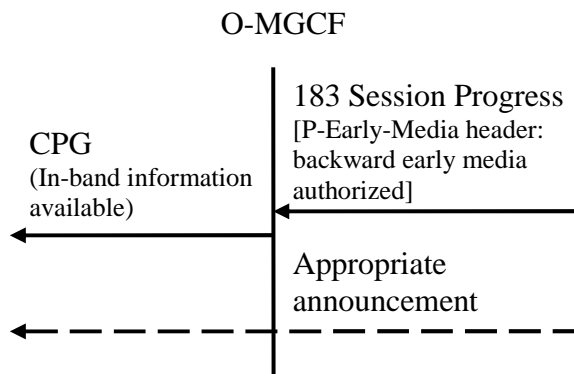 O-MGCF
183 Session Progress
[P-Early-Media header:
backward early media
authorized]
CPG
(In-band information
available)
Appropriate
announcement